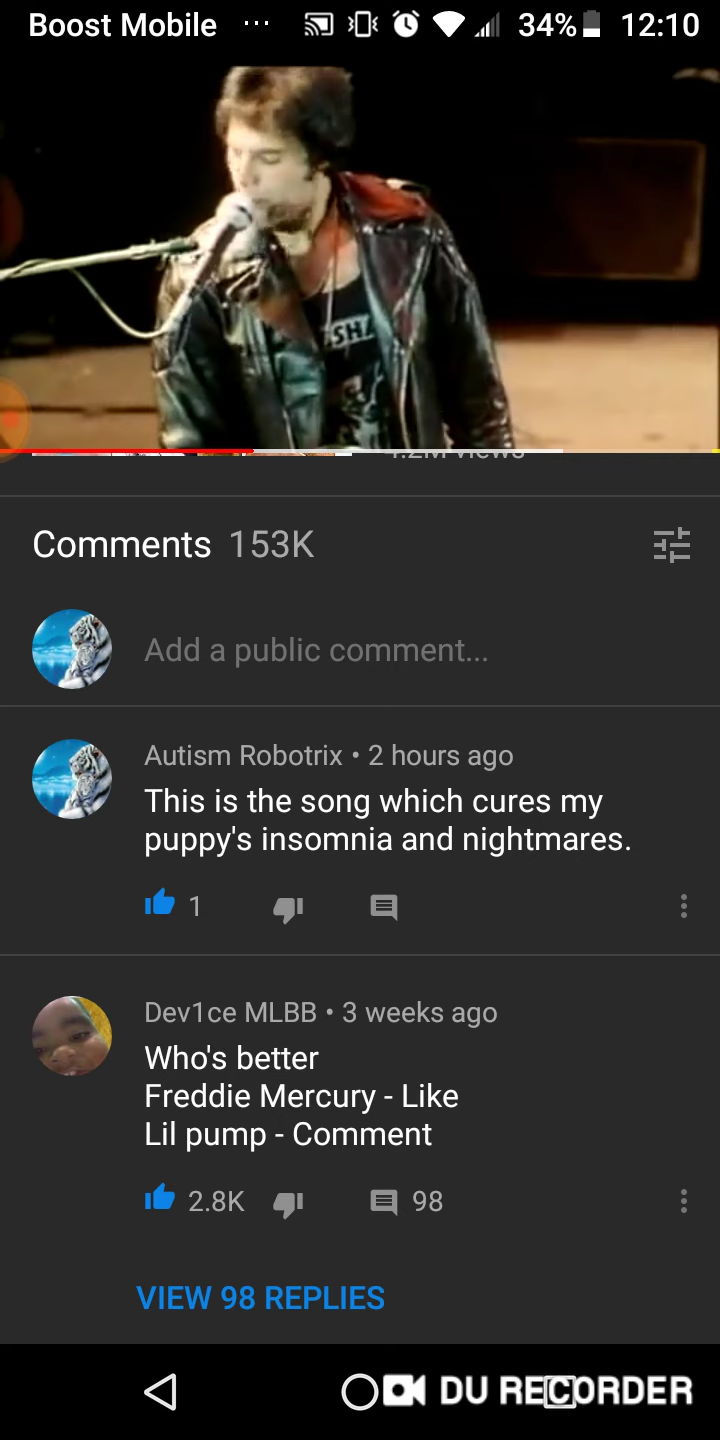 Boost Mobile ... 34% 12:10
SHA
Comments 153K
Add a public comment...
Autism Robotrix • 2 hours ago
This is the song which cures my
puppy's insomnia and nightmares.
1
Dev1ce MLBB • 3 weeks ago
Who's better
Freddie Mercury - Like
Lil pump - Comment
2.8K 98
VIEW 98 REPLIES
DU RECORDER